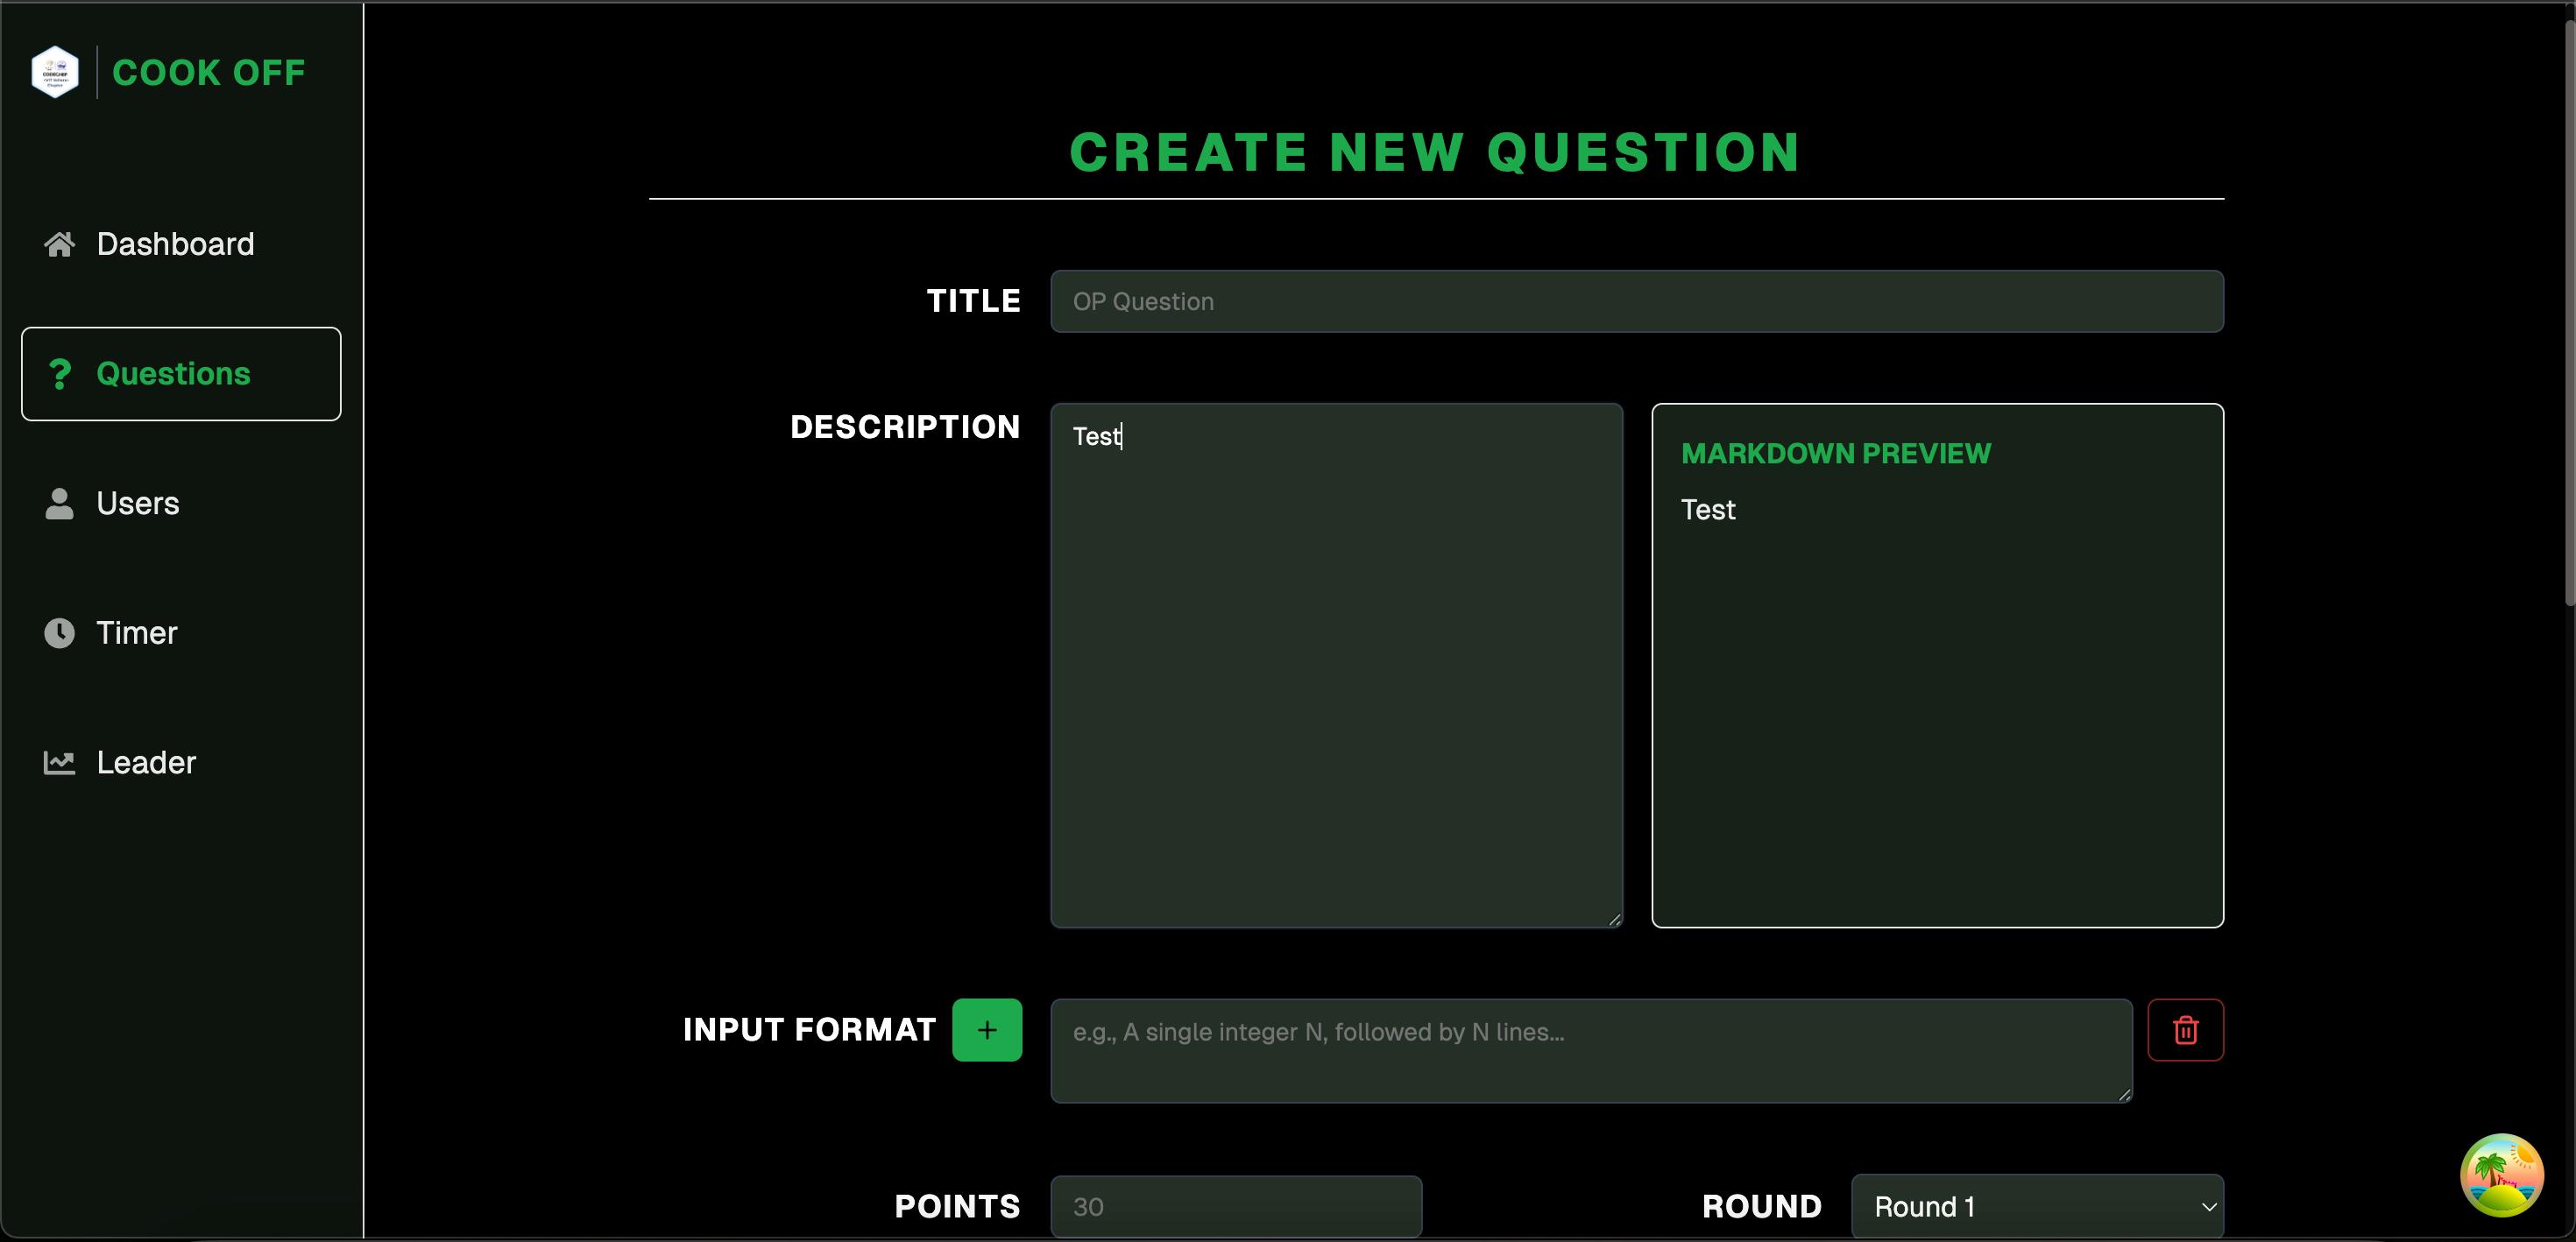 COOK OFF
Dashboard
Questions
Users
Timer
Leader
CREATE NEW QUESTION
TITLE
OP Question
DESCRIPTION
Test
MARKDOWN PREVIEW
Test
INPUT FORMAT
+
e.g., A single integer N, followed by N lines...
POINTS
30
ROUND
Round 1